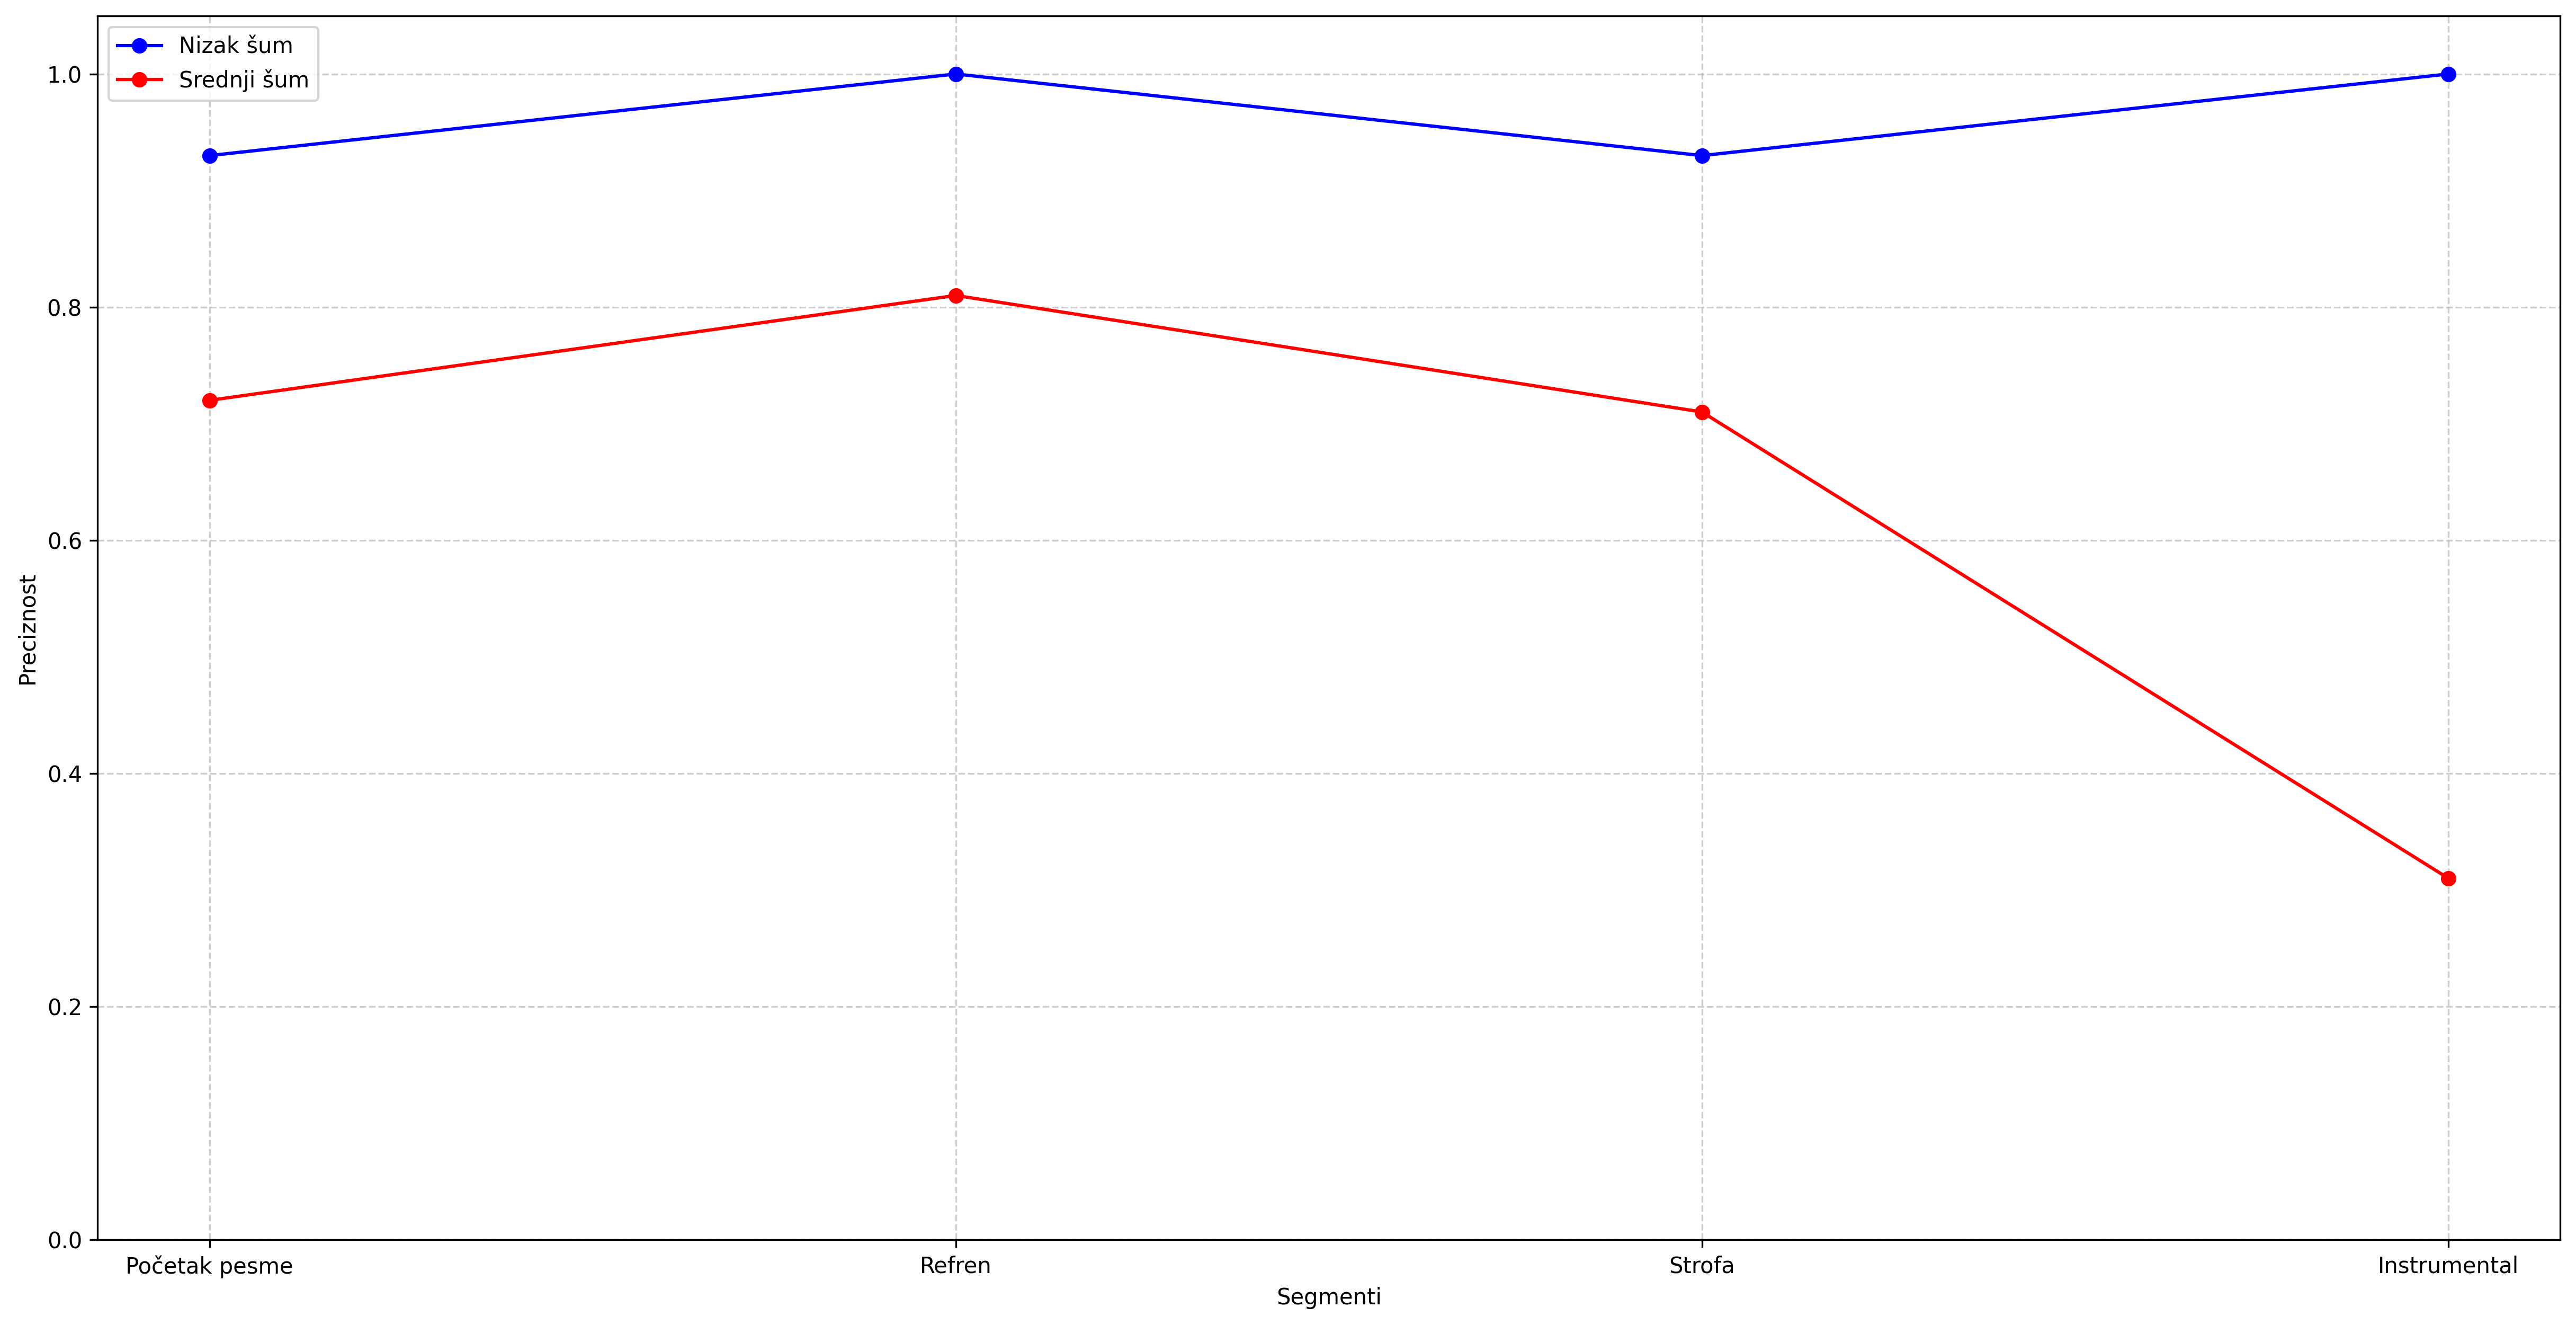 Nizak šum
Srednji šum
1.0
0.8
0.6
0.4
0.2
0.0
Preciznost
Početak pesme
Refren
Strofa
Instrumental
Segmenti